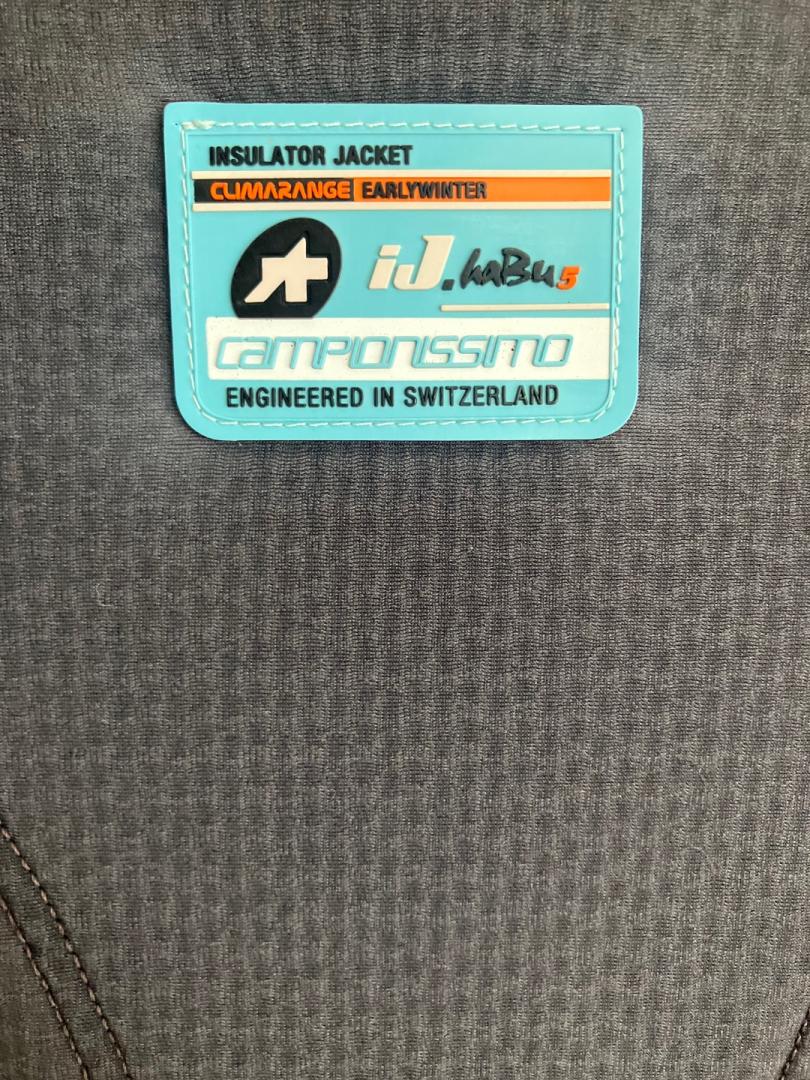 INSULATOR JACKET
CLIMARANGE EARLYWINTER
iJ.haBu5
CAMPIONISSIMO
ENGINEERED IN SWITZERLAND